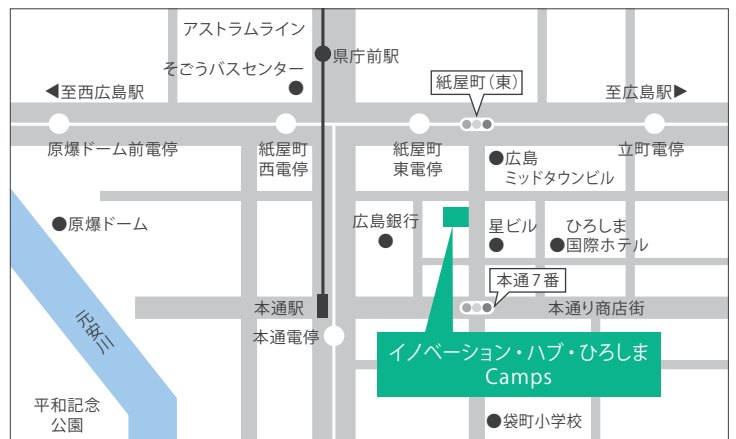 アストラムライン
県庁前駅
そごうバスセンター
紙屋町(東)
◀至西広島駅
至広島駅▶
原爆ドーム前電停
紙屋町
西電停
紙屋町
東電停
立町電停
広島
ミッドタウンビル
原爆ドーム
広島銀行
星ビル
ひろしま
国際ホテル
本通7番
本通駅
本通り商店街
元安川
本通電停
イノベーション・ハブ・ひろしま
Camps
平和記念
公園
袋町小学校